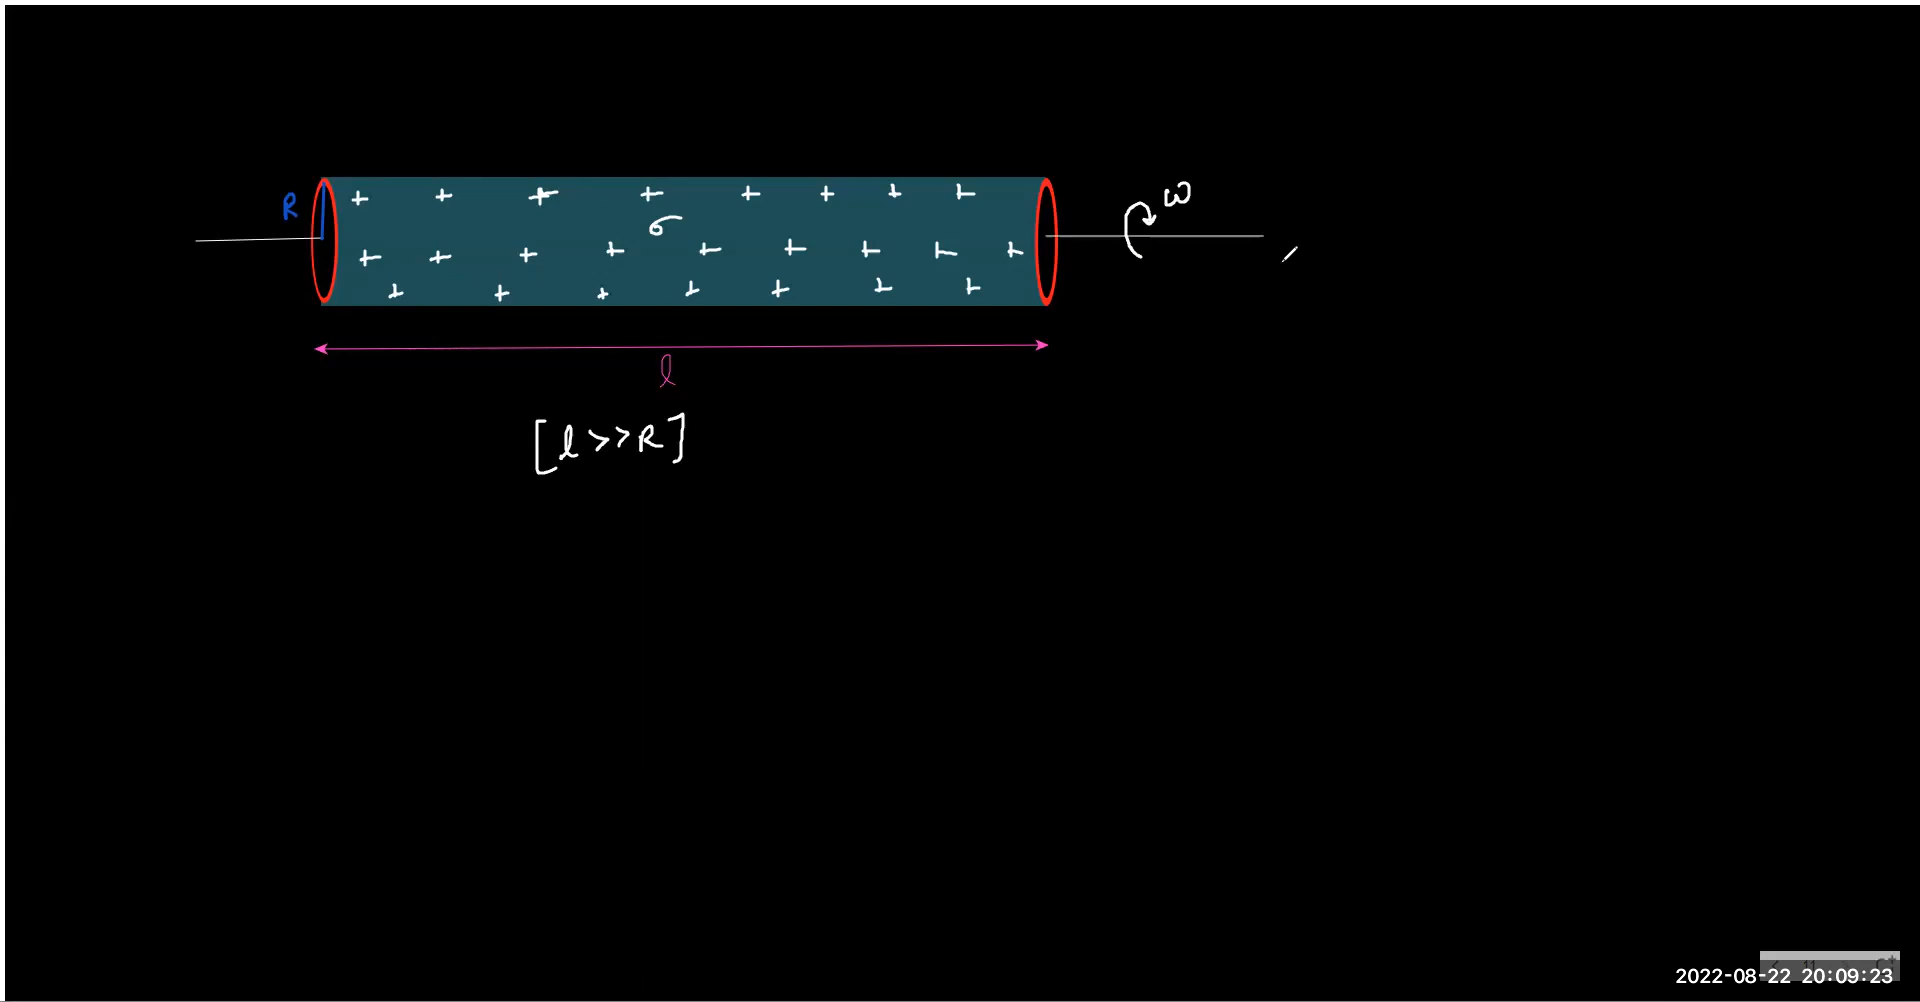 R
+ + + + + + + +
σ
ω
+ + + + + + + + +
+ + + + + + +
l
[l >> R]
2022-08-22 20:09:23